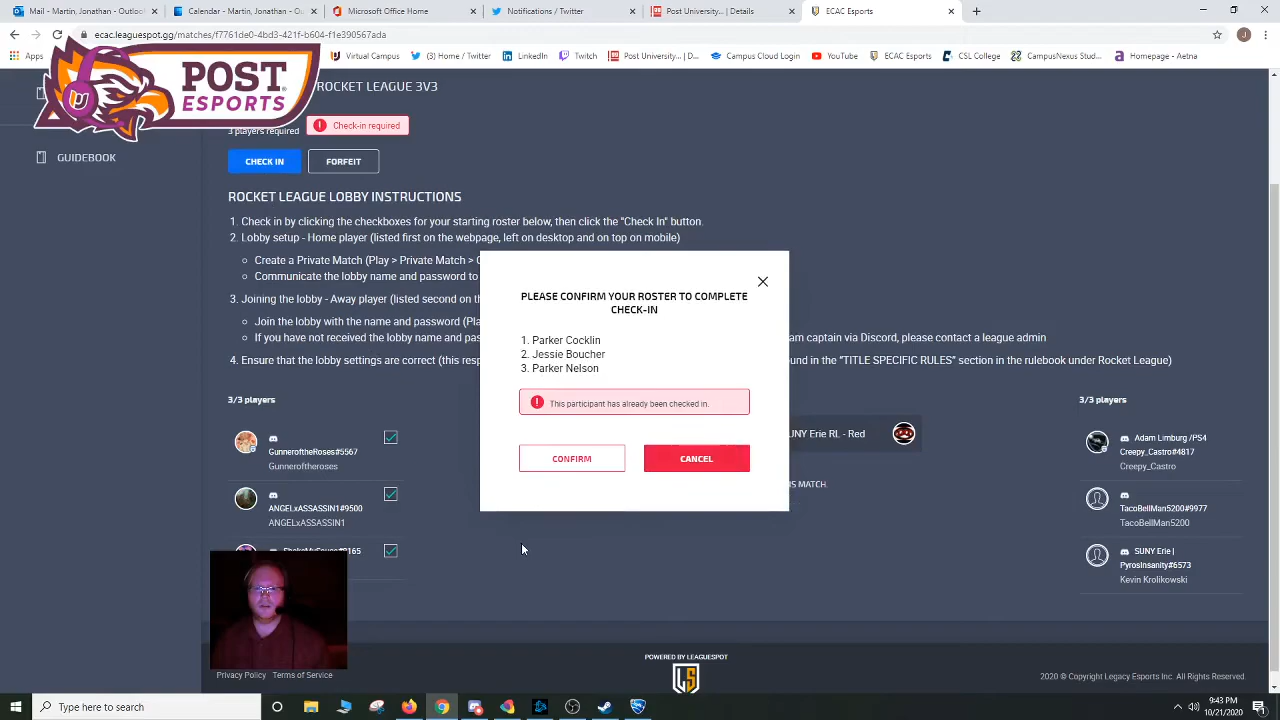 Mail - Martin, Jonathan D. - Out
Calendar - Martin, Jonathan D.
Microsoft Office Home
Notifications / Twitter
Post University | Details
ECAC Esports
ecac.leaguespot.gg/matches/f7761de0-4bd3-421f-b604-f1e390567ada
Apps
Virtual Campus
(3) Home / Twitter
LinkedIn
Twitch
Post University | D...
Campus Cloud Login
YouTube
ECAC Esports
CSL College
CampusNexus Stud...
Homepage - Aetna
POST
ESPORTS
ROCKET LEAGUE 3V3
3 players required
Check-in required
GUIDEBOOK
CHECK IN
FORFEIT
ROCKET LEAGUE LOBBY INSTRUCTIONS
1. Check in by clicking the checkboxes for your starting roster below, then click the "Check In" button.
2. Lobby setup - Home player (listed first on the webpage, left on desktop and on top on mobile)
Create a Private Match (Play > Private Match >
Communicate the lobby name and password to
3. Joining the lobby - Away player (listed second on
Join the lobby with the name and password (Pla
If you have not received the lobby name and pas
am captain via Discord, please contact a league admin
4. Ensure that the lobby settings are correct (this resp
ound in the "TITLE SPECIFIC RULES" section in the rulebook under Rocket League)
PLEASE CONFIRM YOUR ROSTER TO COMPLETE
CHECK-IN
1. Parker Cocklin
2. Jessie Boucher
3. Parker Nelson
This participant has already been checked in.
CONFIRM
CANCEL
3/3 players
GunneroftheRoses#5567
Gunneroftheroses
ANGELxASSASSIN1#9500
ANGELxASSASSIN1
UNY Erie RL - Red
IS MATCH.
3/3 players
Adam Limburg /PS4
Creepy_Castro#4817
Creepy_Castro
TacoBellMan5200#9977
TacoBellMan5200
SUNY Erie |
PyrosInsanity#6573
Kevin Krolikowski
POWERED BY LEAGUESPOT
LS
Privacy Policy
Terms of Service
2020 © Copyright Legacy Esports Inc. All Rights Reserved.
Type here to search
9:43 PM
10/21/2020